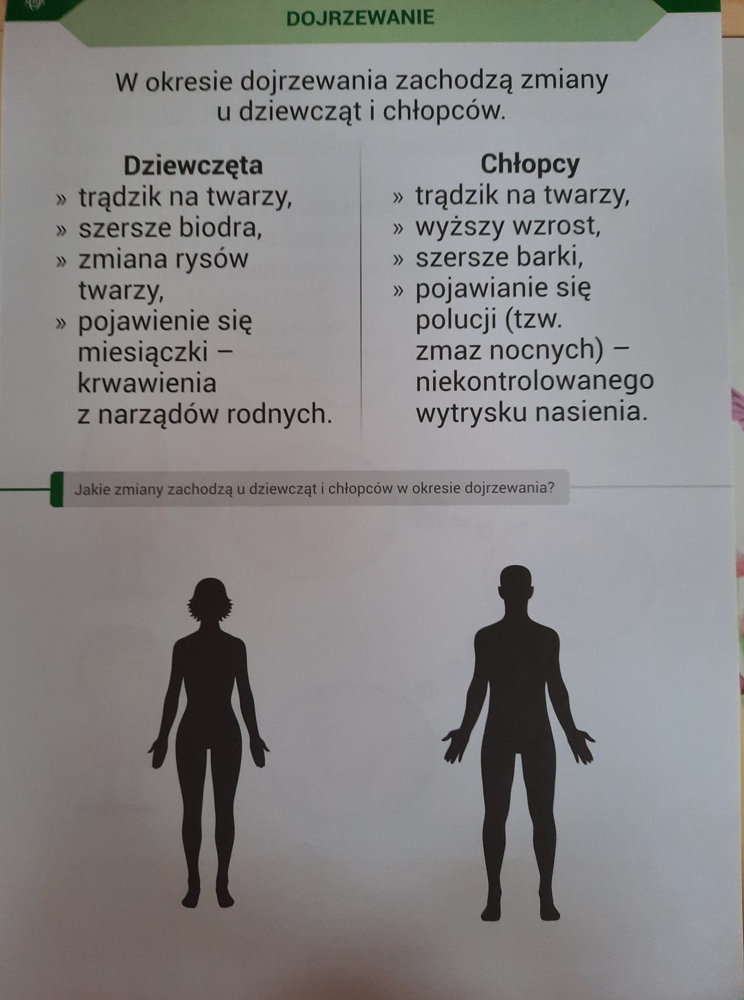 DOJRZEWANIE
W okresie dojrzewania zachodzą zmiany
u dziewcząt i chłopców.
Dziewczęta
» trądzik na twarzy,
» szersze biodra,
» zmiana rysów
twarzy,
» pojawienie się
miesiączki –
krwawienia
z narządów rodnych.
Chłopcy
» trądzik na twarzy,
» wyższy wzrost,
» szersze barki,
» pojawianie się
polucji (tzw.
zmaz nocnych) –
niekontrolowanego
wytrysku nasienia.
Jakie zmiany zachodzą u dziewcząt i chłopców w okresie dojrzewania?